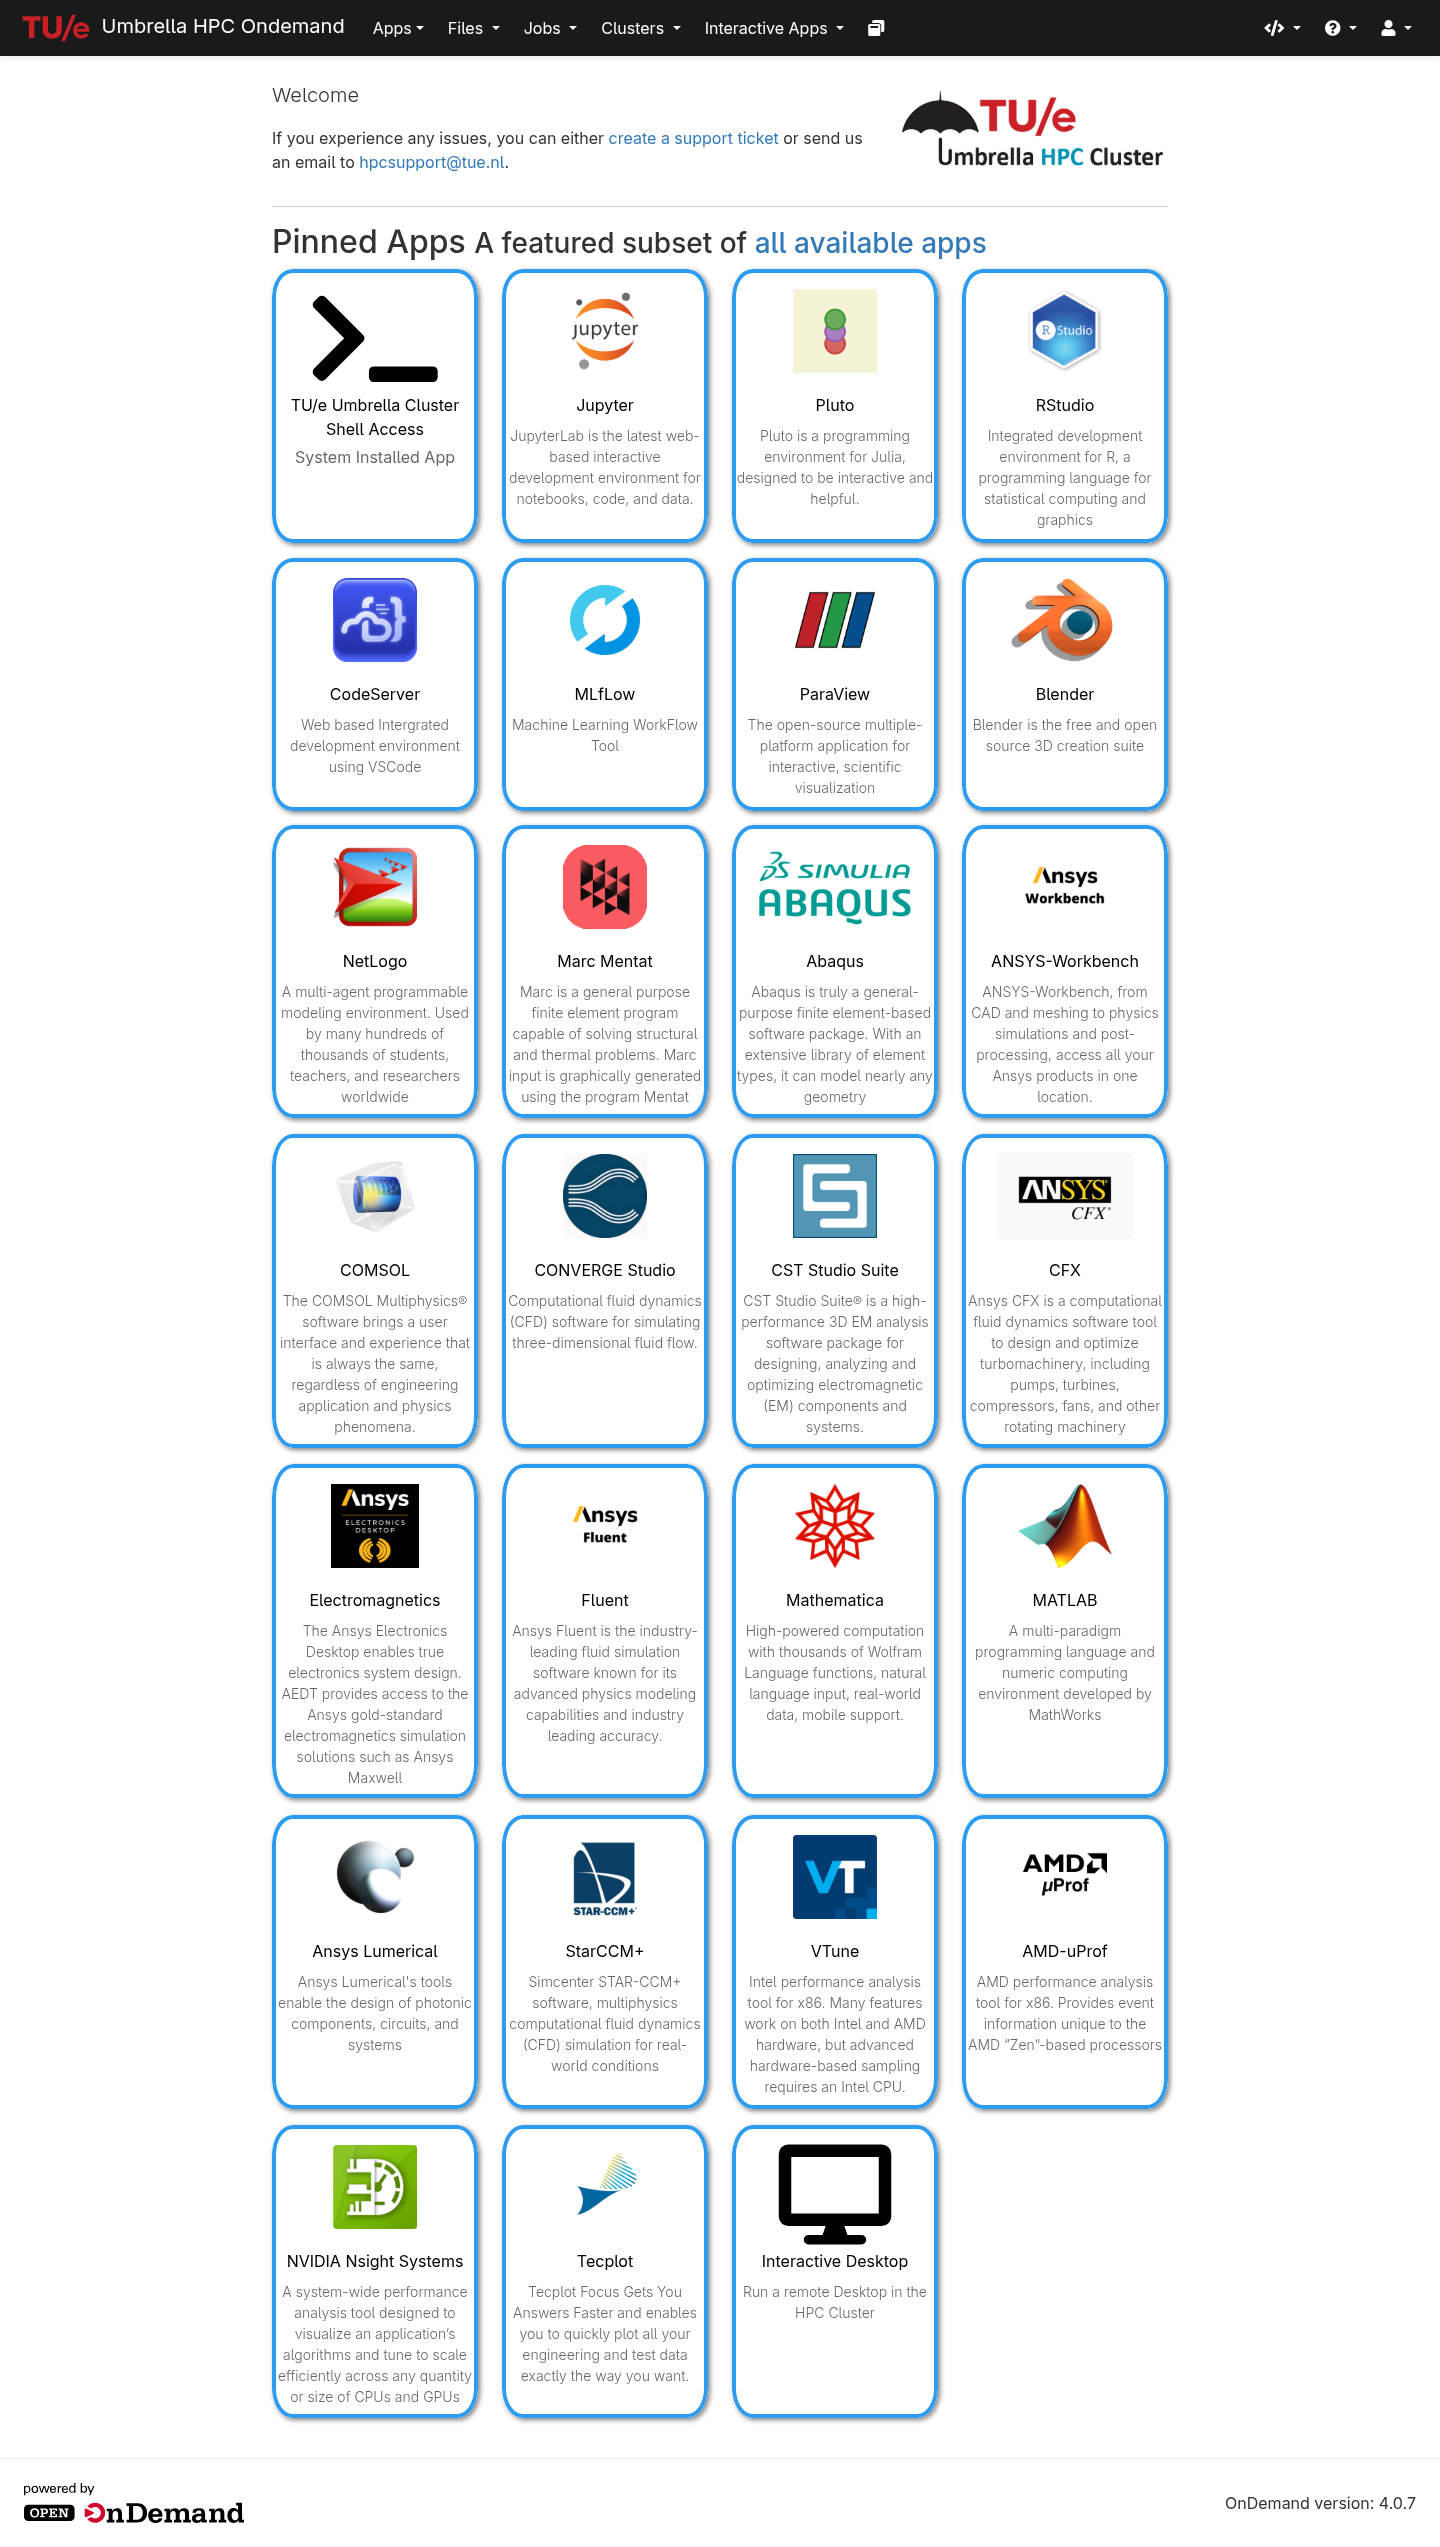 TU/e Umbrella HPC Ondemand Apps Files Jobs Clusters Interactive Apps
Welcome
If you experience any issues, you can either create a support ticket or send us
an email to hpcsupport@tue.nl.
TU/e
Umbrella HPC Cluster
Pinned Apps A featured subset of all available apps
TU/e Umbrella Cluster
Shell Access
System Installed App
jupyter
Jupyter
JupyterLab is the latest web-
based interactive
development environment for
notebooks, code, and data.
Pluto
Pluto is a programming
environment for Julia,
designed to be interactive and
helpful.
R Studio
RStudio
Integrated development
environment for R, a
programming language for
statistical computing and
graphics
CodeServer
Web based Intergrated
development environment
using VSCode
MLfLow
Machine Learning WorkFlow
Tool
ParaView
The open-source multiple-
platform application for
interactive, scientific
visualization
Blender
Blender is the free and open
source 3D creation suite
NetLogo
A multi-agent programmable
modeling environment. Used
by many hundreds of
thousands of students,
teachers, and researchers
worldwide
Marc Mentat
Marc is a general purpose
finite element program
capable of solving structural
and thermal problems. Marc
input is graphically generated
using the program Mentat
SIMULIA
ABAQUS
Abaqus
Abaqus is truly a general-
purpose finite element-based
software package. With an
extensive library of element
types, it can model nearly any
geometry
Ansys
Workbench
ANSYS-Workbench
ANSYS-Workbench, from
CAD and meshing to physics
simulations and post-
processing, access all your
Ansys products in one
location.
COMSOL
The COMSOL Multiphysics®
software brings a user
interface and experience that
is always the same,
regardless of engineering
application and physics
phenomena.
CONVERGE Studio
Computational fluid dynamics
(CFD) software for simulating
three-dimensional fluid flow.
CST Studio Suite
CST Studio Suite® is a high-
performance 3D EM analysis
software package for
designing, analyzing and
optimizing electromagnetic
(EM) components and
systems.
ANSYS
CFX
CFX
Ansys CFX is a computational
fluid dynamics software tool
to design and optimize
turbomachinery, including
pumps, turbines,
compressors, fans, and other
rotating machinery
Ansys
ELECTRONICS
DESKTOP
Electromagnetics
The Ansys Electronics
Desktop enables true
electronics system design.
AEDT provides access to the
Ansys gold-standard
electromagnetics simulation
solutions such as Ansys
Maxwell
Ansys
Fluent
Fluent
Ansys Fluent is the industry-
leading fluid simulation
software known for its
advanced physics modeling
capabilities and industry
leading accuracy.
Mathematica
High-powered computation
with thousands of Wolfram
Language functions, natural
language input, real-world
data, mobile support.
MATLAB
A multi-paradigm
programming language and
numeric computing
environment developed by
MathWorks
Ansys Lumerical
Ansys Lumerical's tools
enable the design of photonic
components, circuits, and
systems
STAR-CCM+
StarCCM+
Simcenter STAR-CCM+
software, multiphysics
computational fluid dynamics
(CFD) simulation for real-
world conditions
VT
VTune
Intel performance analysis
tool for x86. Many features
work on both Intel and AMD
hardware, but advanced
hardware-based sampling
requires an Intel CPU.
AMD
μProf
AMD-uProf
AMD performance analysis
tool for x86. Provides event
information unique to the
AMD “Zen”-based processors
NVIDIA Nsight Systems
A system-wide performance
analysis tool designed to
visualize an application’s
algorithms and tune to scale
efficiently across any quantity
or size of CPUs and GPUs
Tecplot
Tecplot Focus Gets You
Answers Faster and enables
you to quickly plot all your
engineering and test data
exactly the way you want.
Interactive Desktop
Run a remote Desktop in the
HPC Cluster
powered by
OPEN OnDemand
OnDemand version: 4.0.7